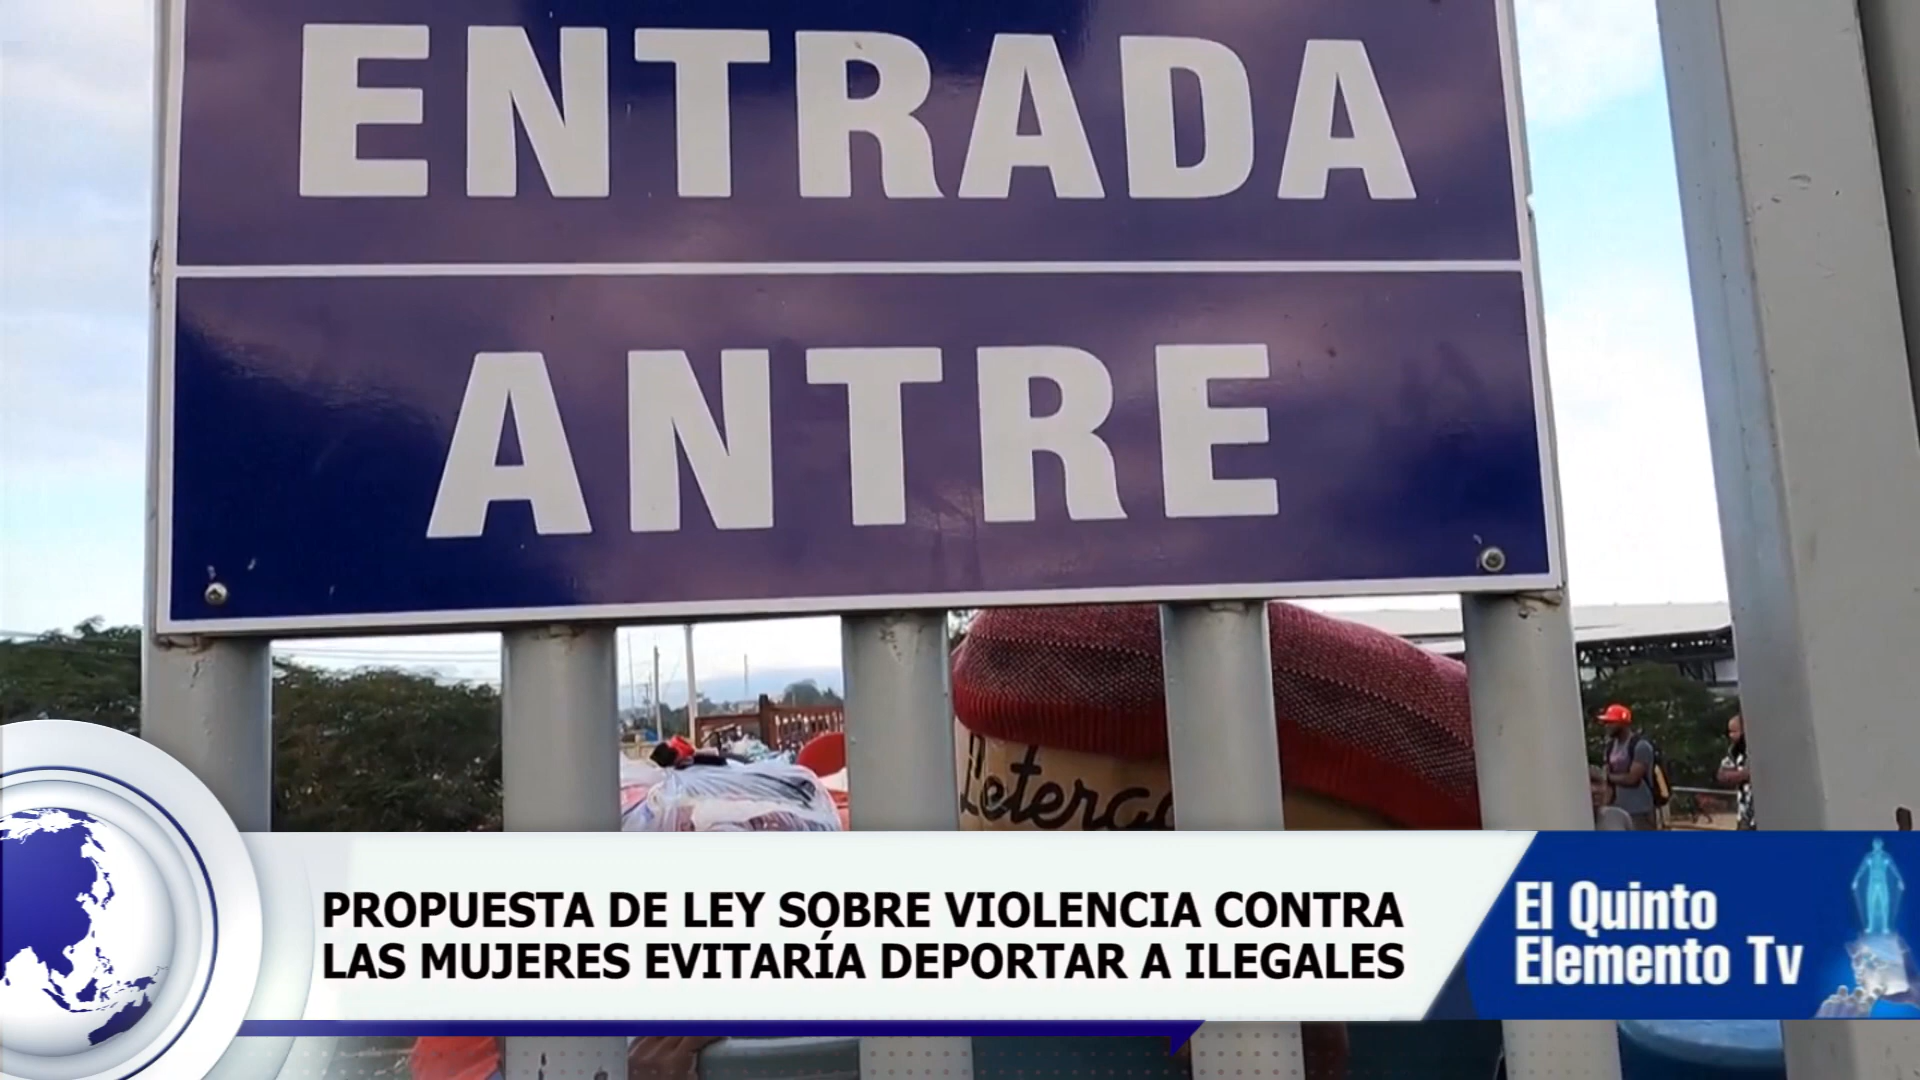 ENTRADA
ANTRE
PROPUESTA DE LEY SOBRE VIOLENCIA CONTRA
LAS MUJERES EVITARÍA DEPORTAR A ILEGALES
El Quinto
Elemento Tv